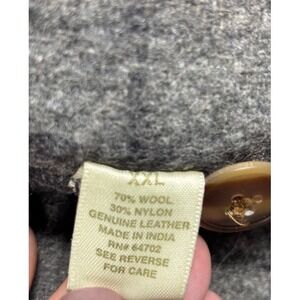 XXL
70% WOOL
30% NYLON
GENUINE LEATHER
MADE IN INDIA
RN# 64702
SEE REVERSE
FOR CARE